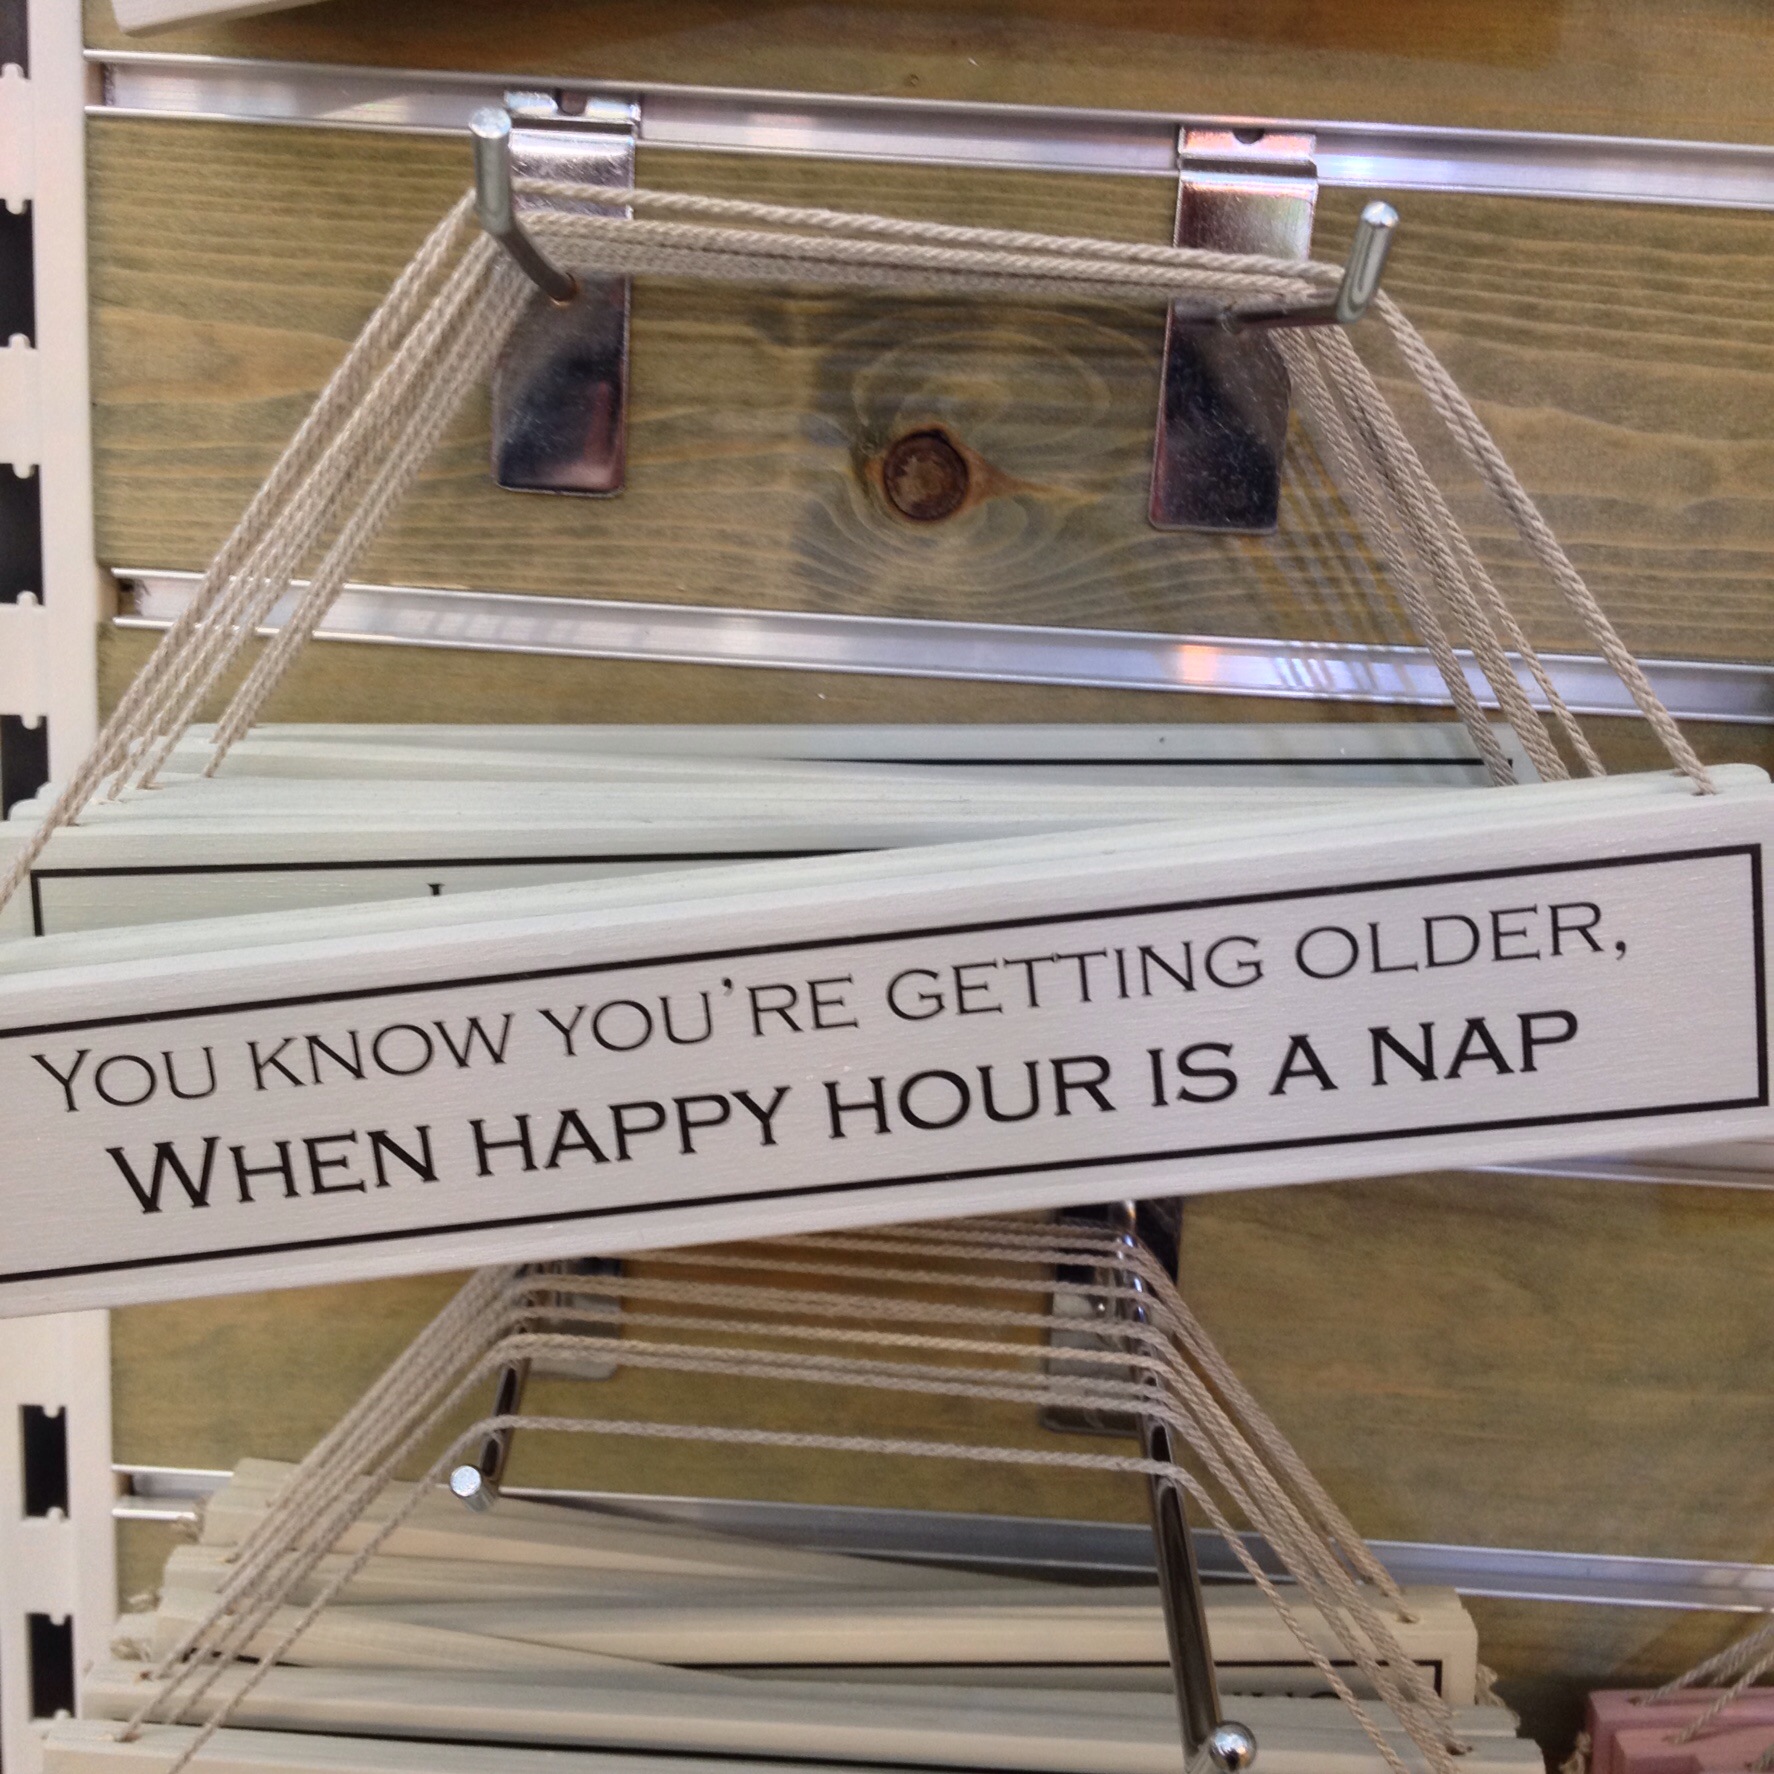 You know you're getting older,
When happy hour is a nap